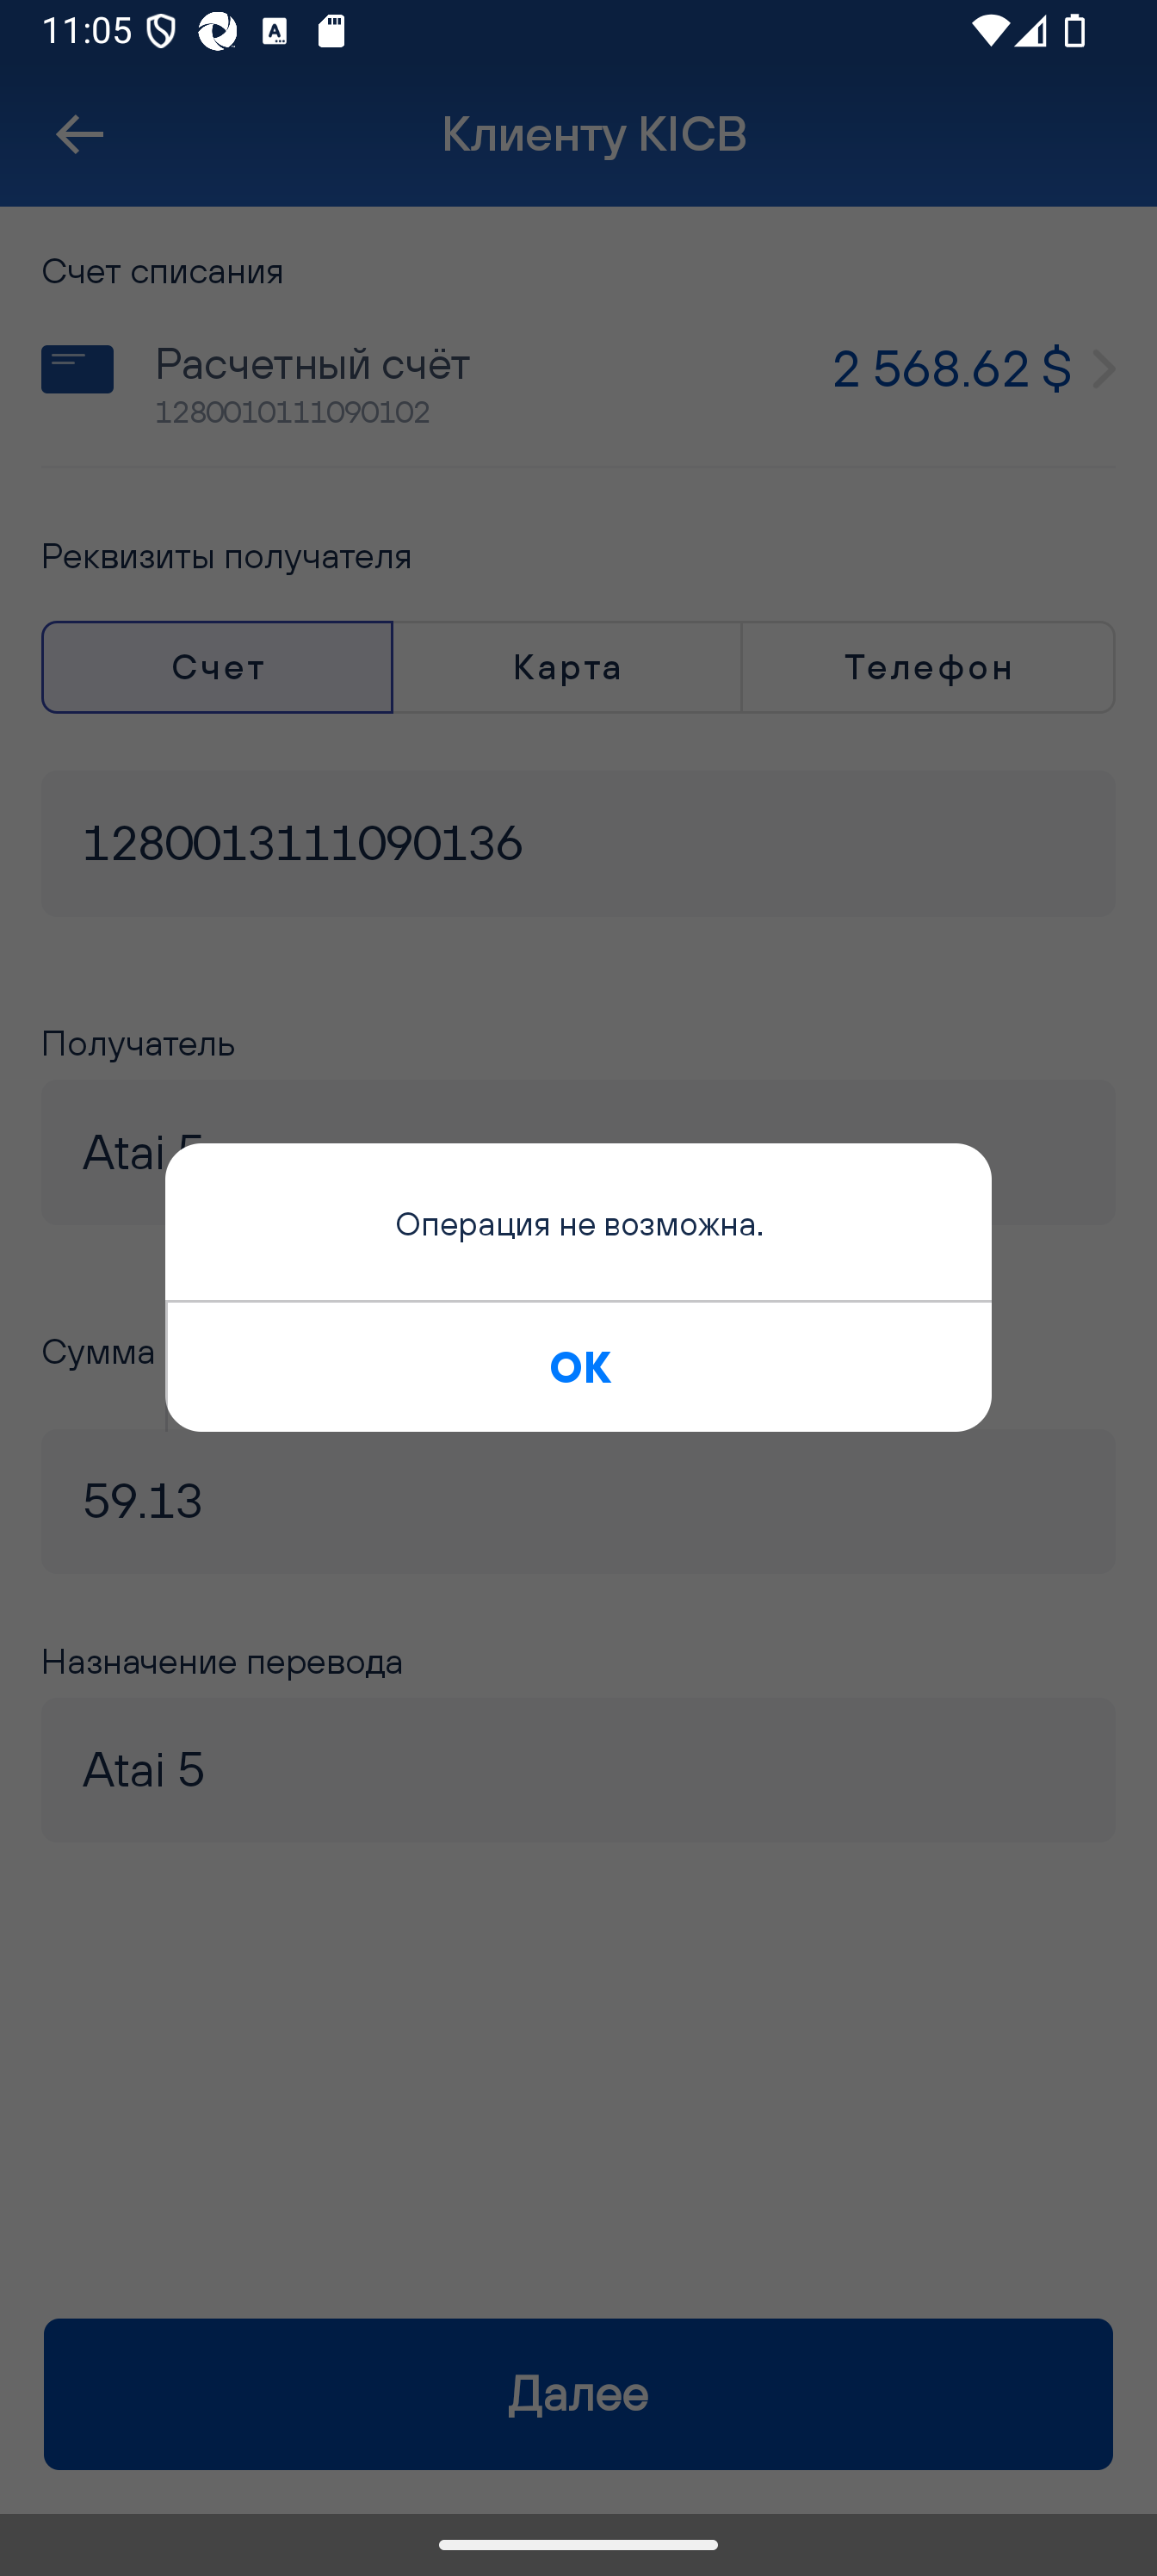 11:05
Клиенту KICB
Счет списания
Расчетный счёт
2 568.62 $
1280010111090102
Реквизиты получателя
Счет
Карта
Телефон
1280013111090136
Получатель
Atai 5
Операция не возможна.
OK
Сумма
59.13
Назначение перевода
Atai 5
Далее